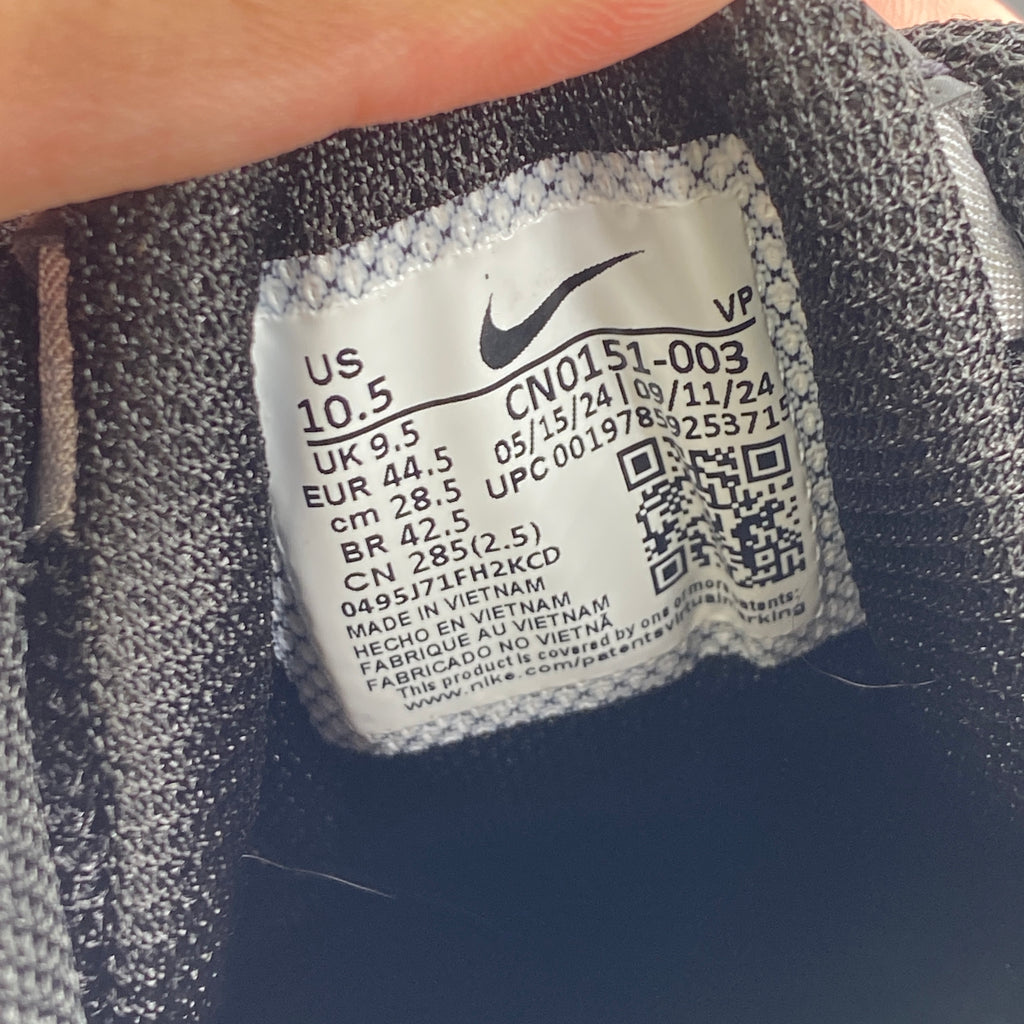 VP
US
10.5
CN0151-003
UK 9.5
05/15/24 | 09/11/24
EUR 44.5
UPC 00197859253715
cm 28.5
BR 42.5
CN 285(2.5)
0495J71FH2KCD
MADE IN VIETNAM
HECHO EN VIETNAM
FABRIQUE AU VIETNAM
FABRICADO NO VIETNÃ
This product is covered by one or more patents:
www.nike.com/patentsvirtualmarking